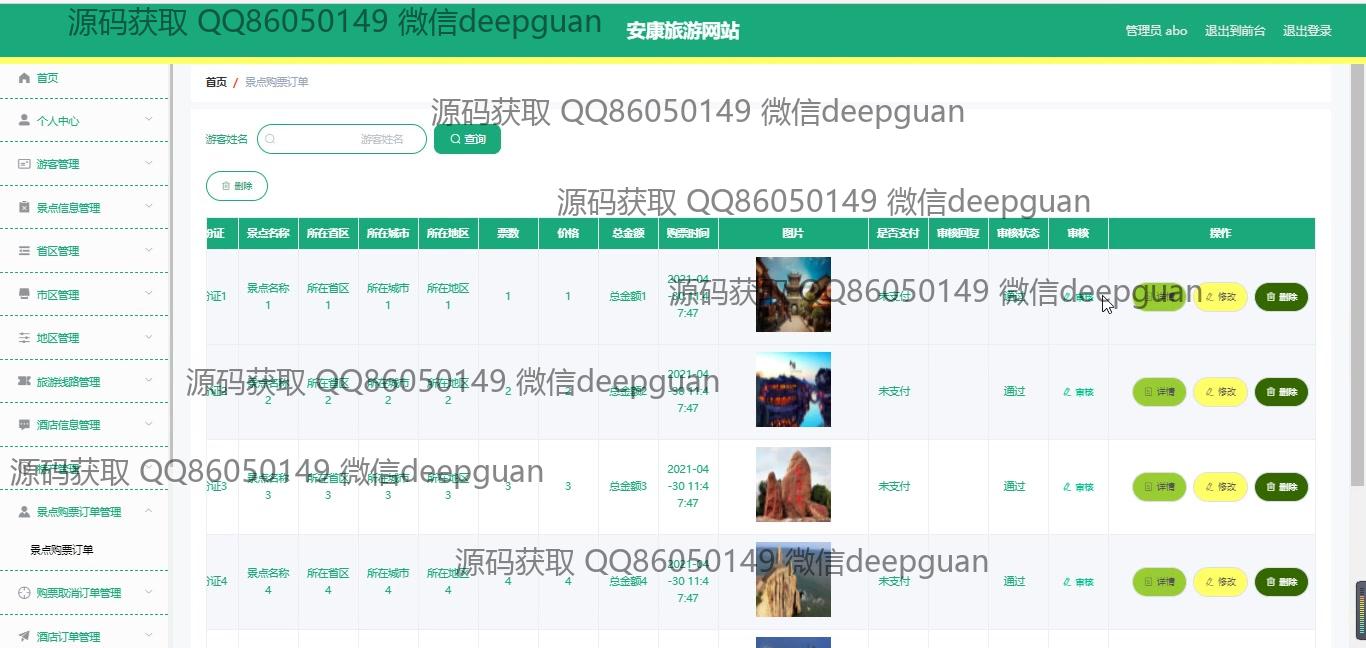 源码获取 QQ86050149 微信deepguan
安康旅游网站
管理员 abo 退出到前台 退出登录
首页
个人中心
游客管理
景点信息管理
省区管理
市区管理
地区管理
旅游线路管理
酒店信息管理
景点购票订单管理
景点购票订单
购票取消订单管理
酒店订单管理
首页 / 景点购票订单
源码获取 QQ86050149 微信deepguan
游客姓名 游客姓名 查询
删除
源码获取 QQ86050149 微信deepguan
份证 景点名称 所在省区 所在城市 所在地区 票数 价格 总金额 购票时间 图片 是否支付 审核回复 审核状态 审核 操作
份证1 景点名称1 所在省区1 所在城市1 所在地区1 1 1 总金额1 2021-04-30 11:47:47 未支付 通过 审核 详情 修改 删除
源码获取 QQ86050149 微信deepguan
份证2 景点名称2 所在省区2 所在城市2 所在地区2 2 2 总金额2 2021-04-30 11:47:47 未支付 通过 审核 详情 修改 删除
源码获取 QQ86050149 微信deepguan
份证3 景点名称3 所在省区3 所在城市3 所在地区3 3 3 总金额3 2021-04-30 11:47:47 未支付 通过 审核 详情 修改 删除
源码获取 QQ86050149 微信deepguan
份证4 景点名称4 所在省区4 所在城市4 所在地区4 4 4 总金额4 2021-04-30 11:47:47 未支付 通过 审核 详情 修改 删除
源码获取 QQ86050149 微信deepguan